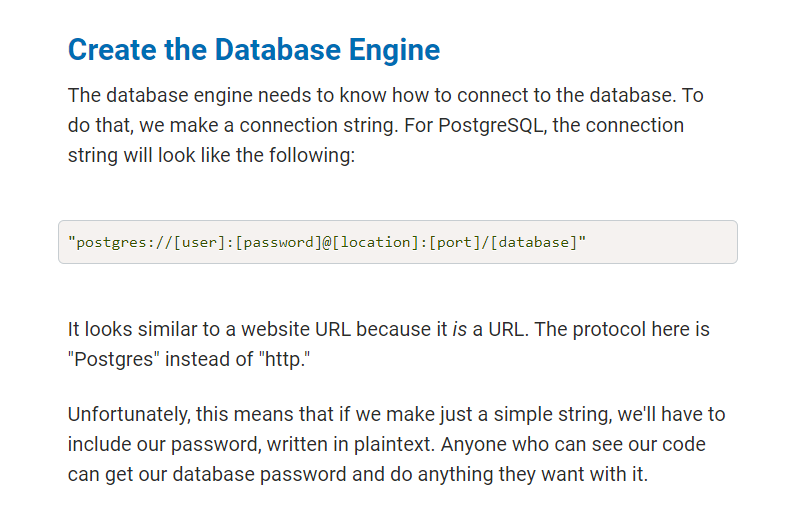 Create the Database Engine
The database engine needs to know how to connect to the database. To
do that, we make a connection string. For PostgreSQL, the connection
string will look like the following:
"postgres://[user]:[password]@[location]:[port]/[database]"
It looks similar to a website URL because it is a URL. The protocol here is
"Postgres" instead of "http."
Unfortunately, this means that if we make just a simple string, we'll have to
include our password, written in plaintext. Anyone who can see our code
can get our database password and do anything they want with it.